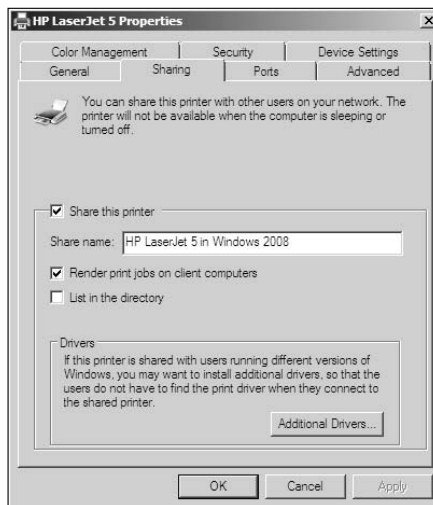 HP LaserJet 5 Properties
Color Management Security Device Settings
General Sharing Ports Advanced
You can share this printer with other users on your network. The
printer will not be available when the computer is sleeping or
turned off.
Share this printer
Share name: HP LaserJet 5 in Windows 2008
Render print jobs on client computers
List in the directory
Drivers
If this printer is shared with users running different versions of
Windows, you may want to install additional drivers, so that the
users do not have to find the print driver when they connect to
the shared printer.
Additional Drivers...
OK Cancel Apply